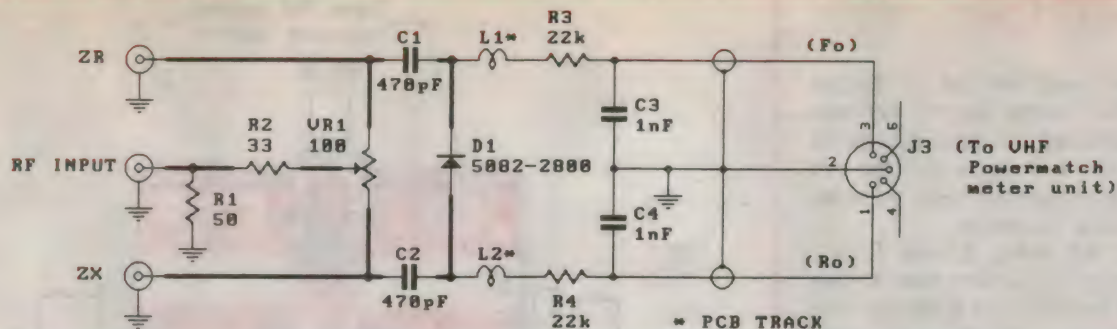 ZR
C1
470pF
L1*
R3
22k
(Fo)
RF INPUT
R2
33
VR1
100
R1
50
D1
5082-2800
C3
1nF
C4
1nF
3
5
2
1
4
J3
(To VHF
Powermatch
meter unit)
ZX
C2
470pF
L2*
R4
22k
(Ro)
* PCB TRACK